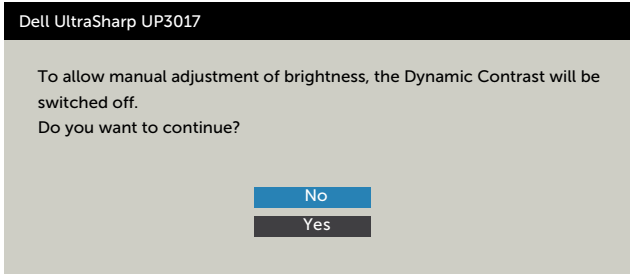 Dell UltraSharp UP3017
To allow manual adjustment of brightness, the Dynamic Contrast will be
switched off.
Do you want to continue?
No
Yes